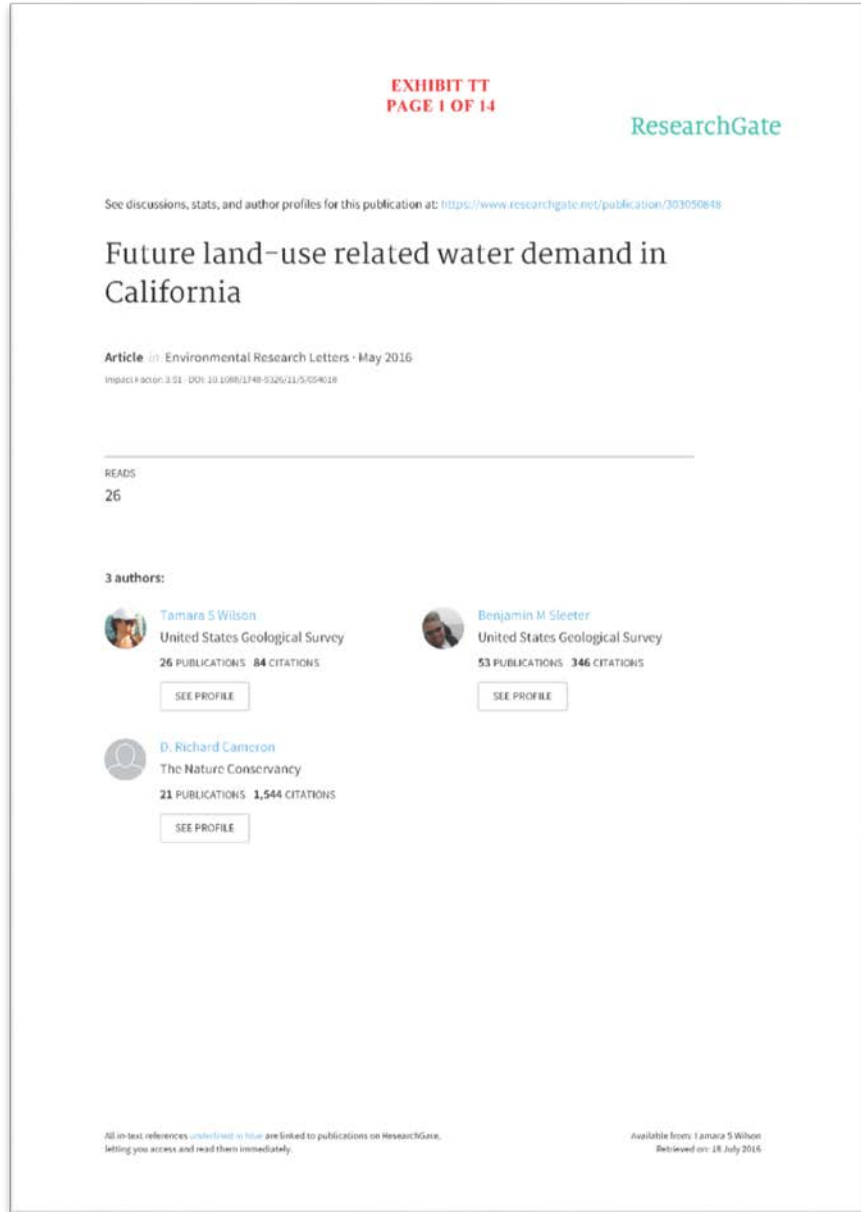 EXHIBIT TT
PAGE 1 OF 14
ResearchGate
See discussions, stats, and author profiles for this publication at: https://www.researchgate.net/publication/303050848
Future land-use related water demand in
California
Article in Environmental Research Letters · May 2016
Impact Factor: 3.91 · DOI: 10.1088/1748-9326/11/5/054018
READS
26
3 authors:
Tamara S Wilson
United States Geological Survey
26 PUBLICATIONS 84 CITATIONS
SEE PROFILE
Benjamin M Sleeter
United States Geological Survey
53 PUBLICATIONS 346 CITATIONS
SEE PROFILE
D. Richard Cameron
The Nature Conservancy
21 PUBLICATIONS 1,544 CITATIONS
SEE PROFILE
All in-text references underlined in blue are linked to publications on ResearchGate,
letting you access and read them immediately.
Available from: Tamara S Wilson
Retrieved on: 18 July 2016